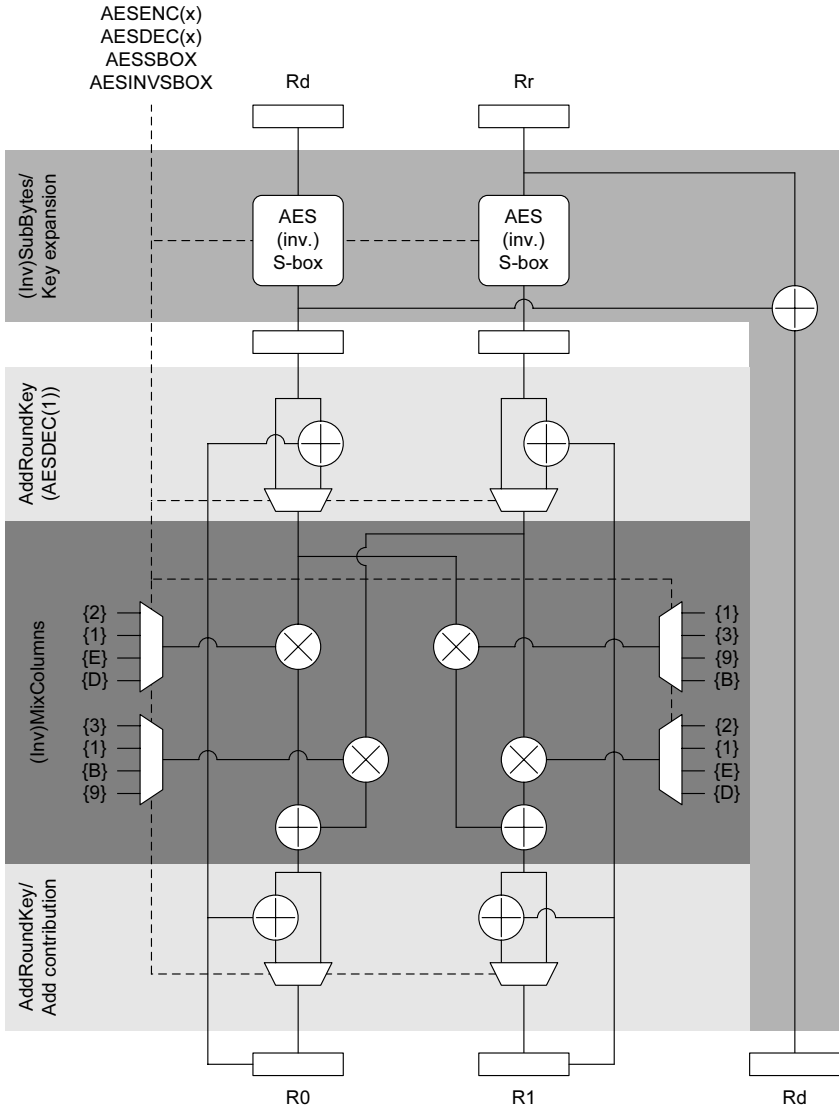 AESENC(x)
AESDEC(x)
AESSBOX
AESINVSBOX
Rd
Rr
(Inv)SubBytes/
Key expansion
AES
(inv.)
S-box
AES
(inv.)
S-box
AddRoundKey
(AESDEC(1))
(Inv)MixColumns
{2}
{1}
{E}
{D}
{3}
{1}
{B}
{9}
{1}
{3}
{9}
{B}
{2}
{1}
{E}
{D}
AddRoundKey/
Add contribution
R0
R1
Rd